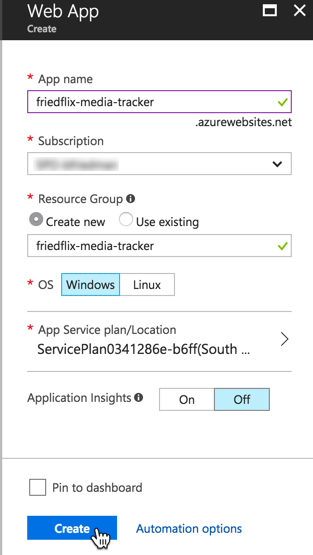 Web App
Create
* App name
friedflix-media-tracker
.azurewebsites.net
* Subscription
* Resource Group
Create new Use existing
friedflix-media-tracker
* OS Windows Linux
* App Service plan/Location
ServicePlan0341286e-b6ff(South ...
Application Insights On Off
Pin to dashboard
Create Automation options